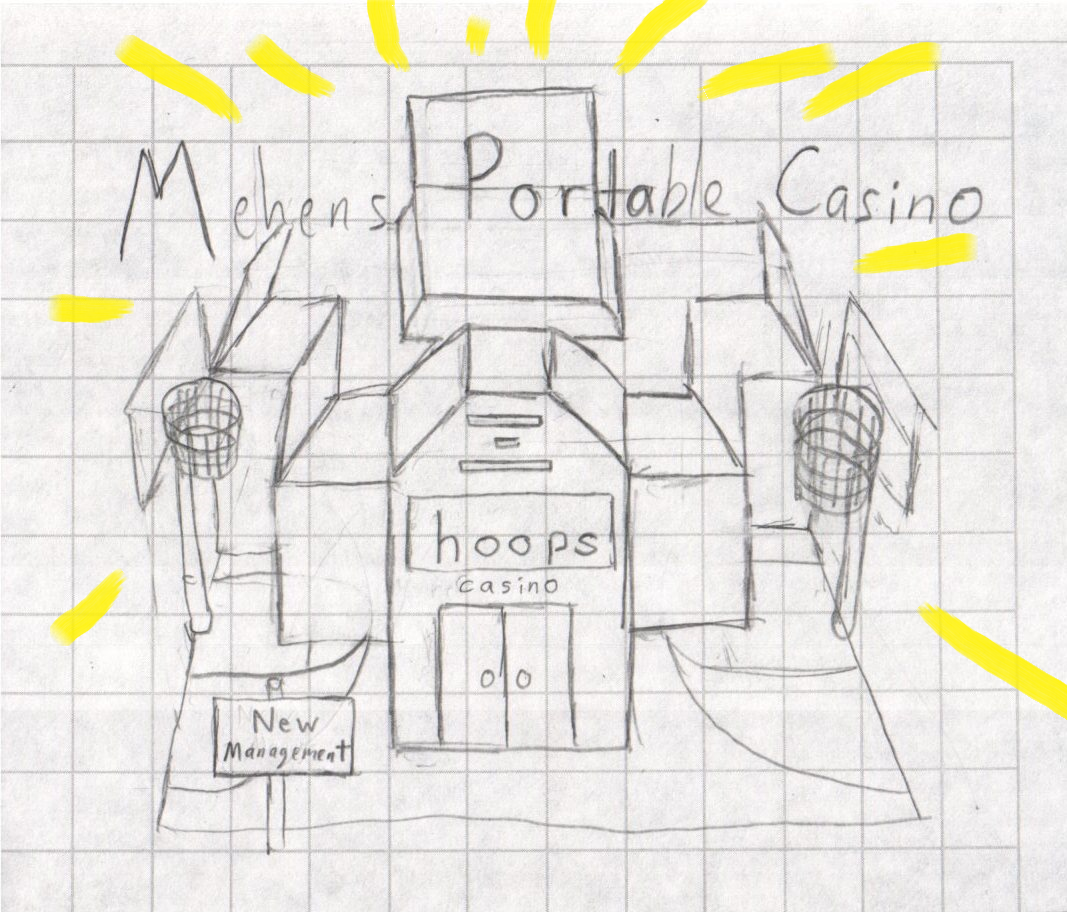 Mehens Portable Casino
hoops
casino
New
Management